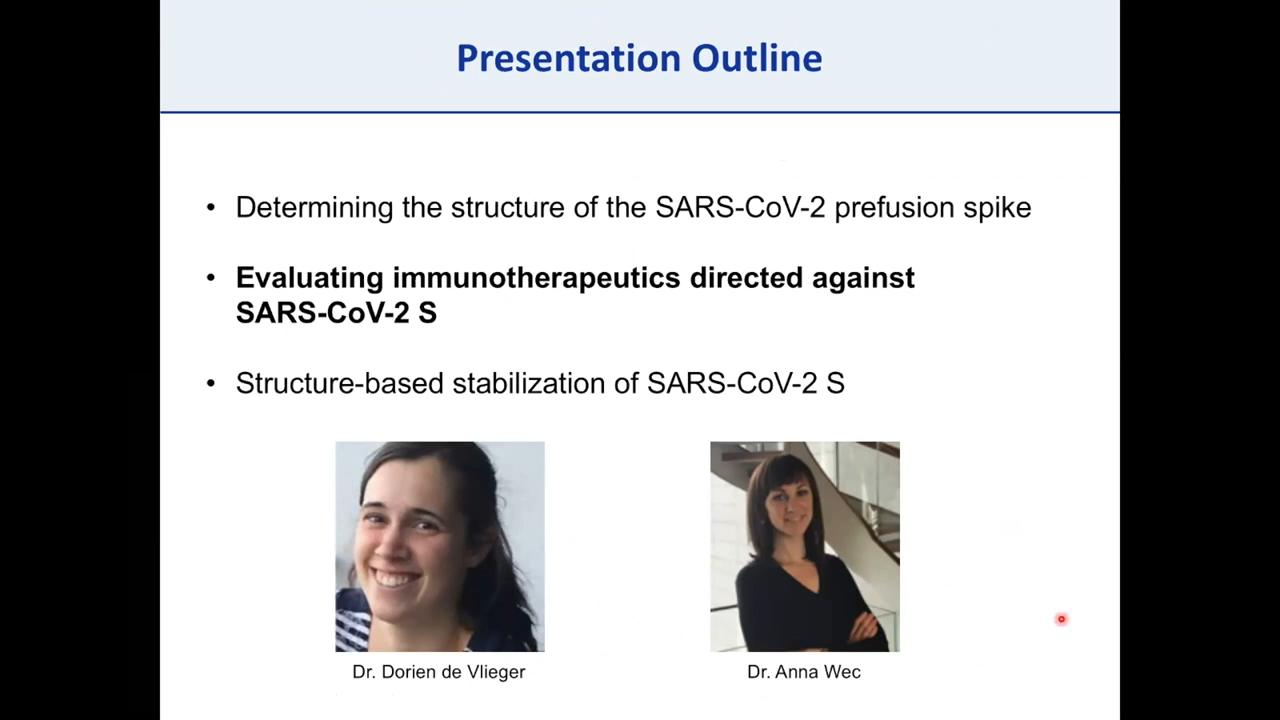 Presentation Outline
• Determining the structure of the SARS-CoV-2 prefusion spike
• Evaluating immunotherapeutics directed against
SARS-CoV-2 S
• Structure-based stabilization of SARS-CoV-2 S
Dr. Dorien de Vlieger
Dr. Anna Wec